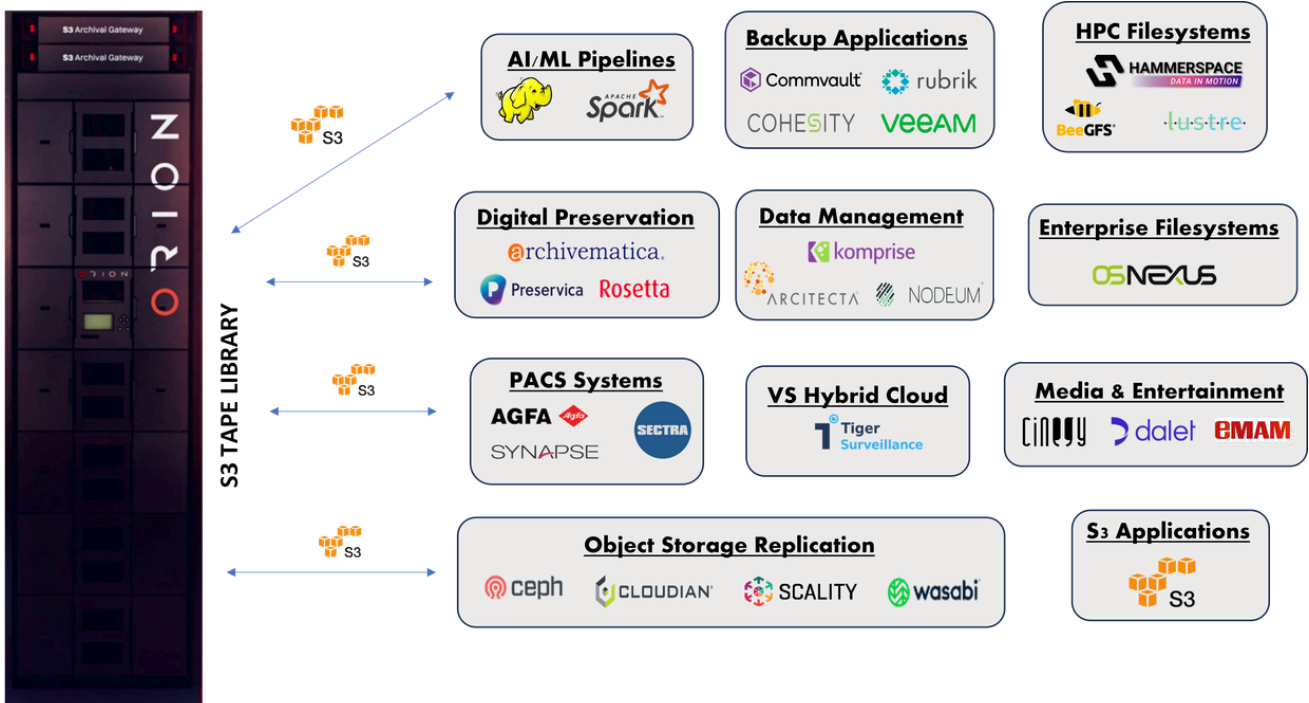 S3 Archival Gateway
S3 Archival Gateway
ORION
ORION
S3 TAPE LIBRARY
S3
S3
S3
S3
AI/ML Pipelines
APACHE
Spark™
Backup Applications
Commvault®
rubrik
COHESITY
VEEAM
HPC Filesystems
HAMMERSPACE
DATA IN MOTION
BeeGFS®
lustre
Digital Preservation
archivematica®
Preservica
Rosetta
Data Management
komprise
ARCITECTA®
NODEUM®
Enterprise Filesystems
OSNEXUS
PACS Systems
AGFA
Agfa
SYNAPSE
SECTRA
VS Hybrid Cloud
Tiger
Surveillance
Media & Entertainment
cinegy
dalet
eMAM
Object Storage Replication
ceph
CLOUDIAN®
SCALITY
wasabi
S3 Applications
S3